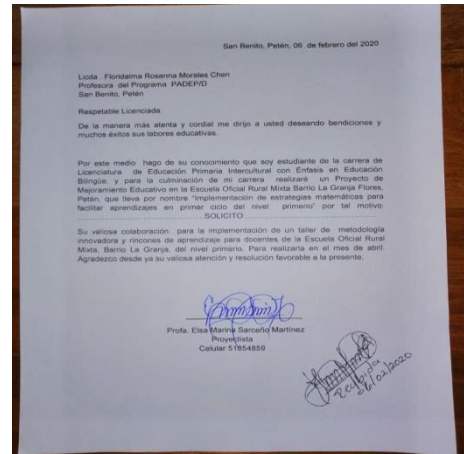 San Benito, Petén, 06 de febrero del 2020
Licda. Floridalma Rosanna Morales Chen
Profesora del Programa PADEP/D
San Benito, Petén
Respetable Licenciada.
De la manera más atenta y cordial me dirijo a usted deseando bendiciones y
muchos éxitos sus labores educativas.
Por este medio hago de su conocimiento que soy estudiante de la carrera de
Licenciatura de Educación Primaria Intercultural con Énfasis en Educación
Bilingüe, y para la culminación de mi carrera realizaré un Proyecto de
Mejoramiento Educativo en la Escuela Oficial Rural Mixta Barrio La Granja Flores,
Petén, que lleva por nombre "Implementación de estrategias matemáticas para
facilitar aprendizajes en primer ciclo del nivel primerio" por tal motivo:
SOLICITO
Su valiosa colaboración para la implementación de un taller de metodología
innovadora y rincones de aprendizaje para docentes de la Escuela Oficial Rural
Mixta, Barrio La Granja, del nivel primerio. Para realizarla en el mes de abril.
Agradezco desde ya su valiosa atención y resolución favorable a la presente.
Profa. Elsa Marina Sarceño Martínez
Proyectista
Celular 51654859
Recibida
06/02/2020